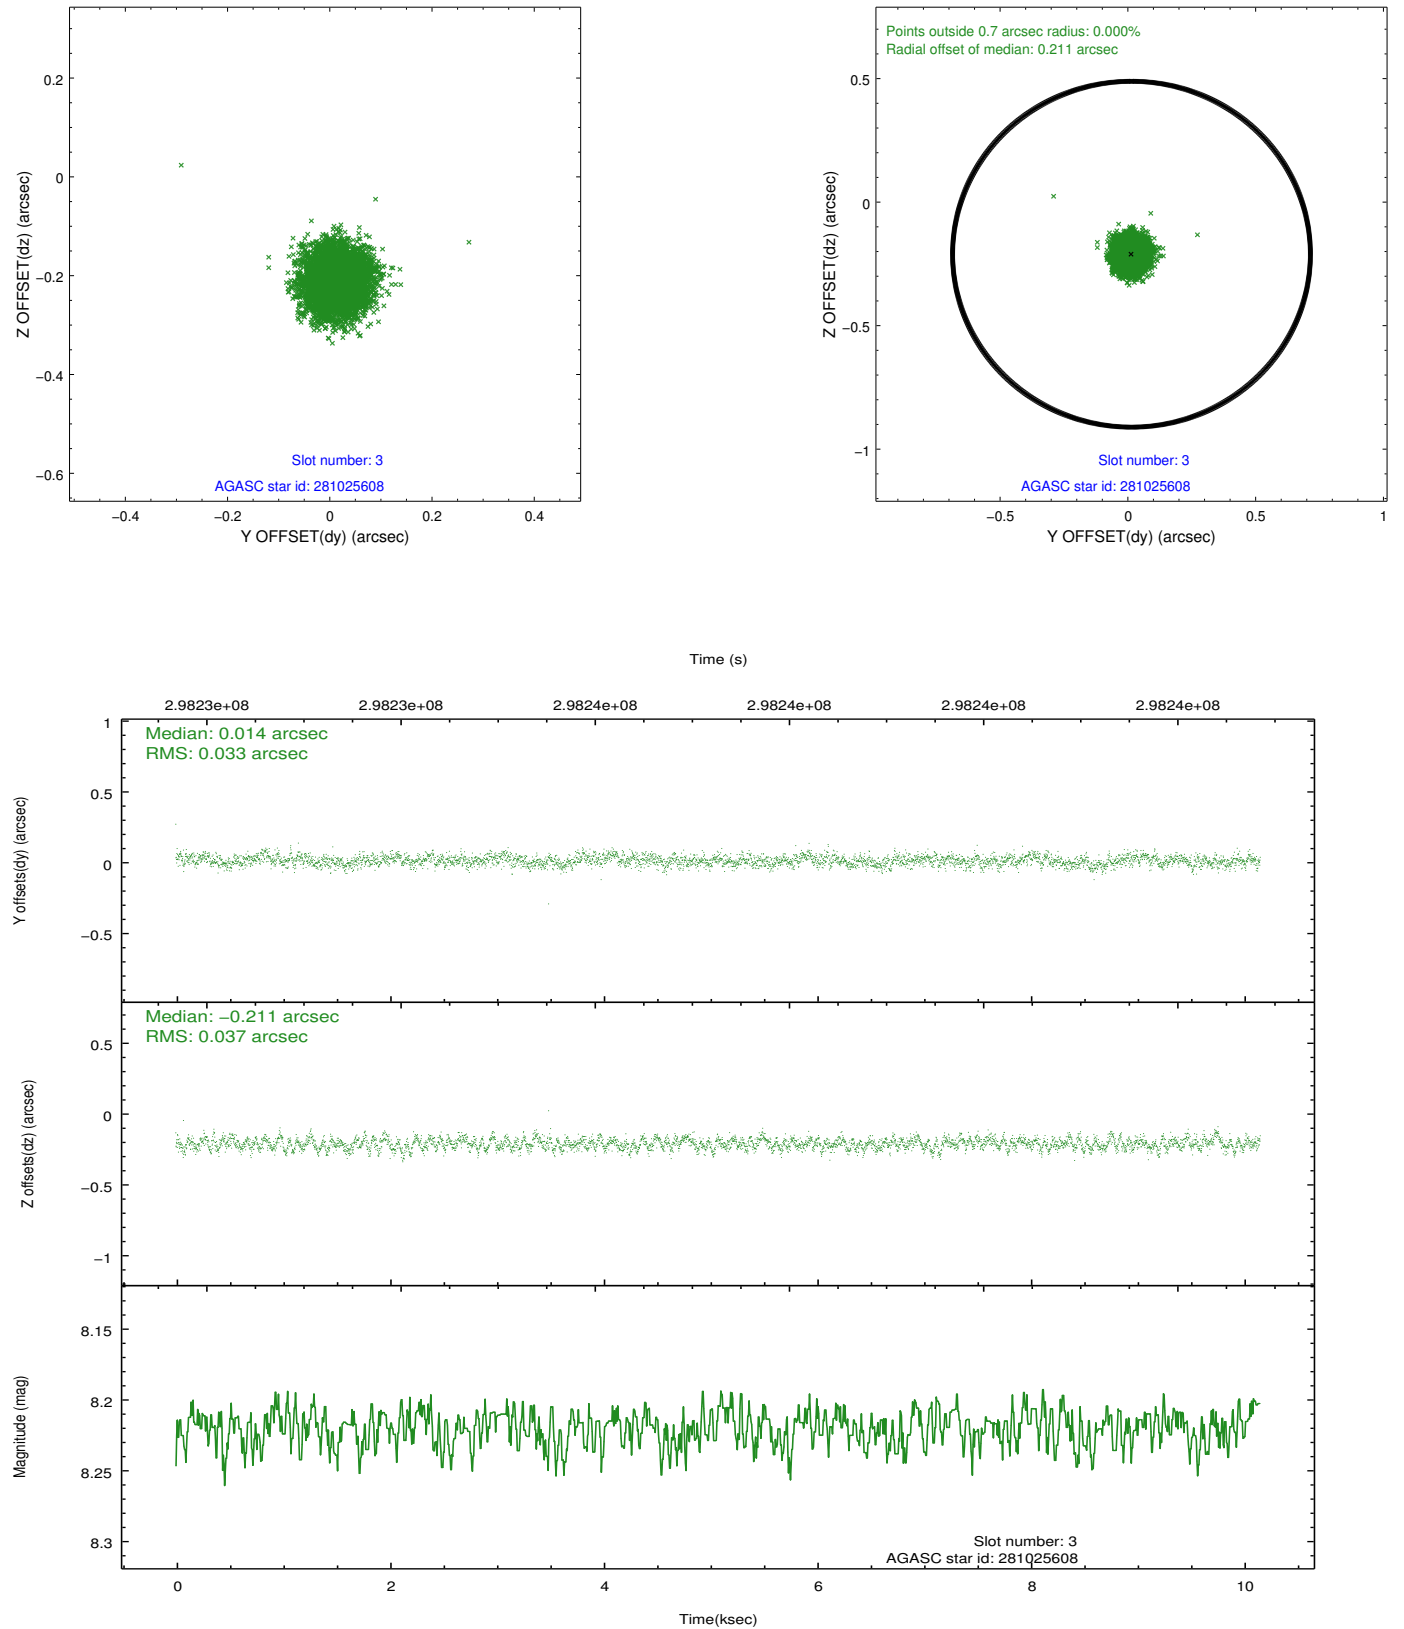 0.2
0
−0.2
−0.4
−0.6
Z OFFSET(dz) (arcsec)
Slot number: 3
AGASC star id: 281025608
−0.4 −0.2 0 0.2 0.4
Y OFFSET(dy) (arcsec)
Points outside 0.7 arcsec radius: 0.000%
Radial offset of median: 0.211 arcsec
0.5
0
−0.5
−1
Z OFFSET(dz) (arcsec)
Slot number: 3
AGASC star id: 281025608
−0.5 0 0.5 1
Y OFFSET(dy) (arcsec)
Time (s)
2.9823e+08 2.9823e+08 2.9824e+08 2.9824e+08 2.9824e+08 2.9824e+08
Median: 0.014 arcsec
RMS: 0.033 arcsec
1
0.5
0
−0.5
Y offsets(dy) (arcsec)
Median: −0.211 arcsec
RMS: 0.037 arcsec
0.5
0
−0.5
−1
Z offsets(dz) (arcsec)
8.15
8.2
8.25
8.3
Magnitude (mag)
Slot number: 3
AGASC star id: 281025608
0 2 4 6 8 10
Time(ksec)